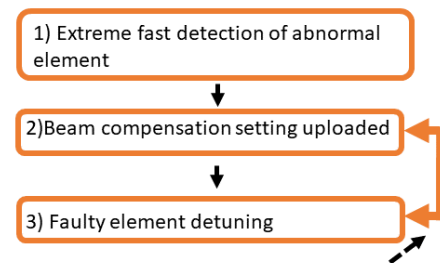 1) Extreme fast detection of abnormal
element
2)Beam compensation setting uploaded
3) Faulty element detuning